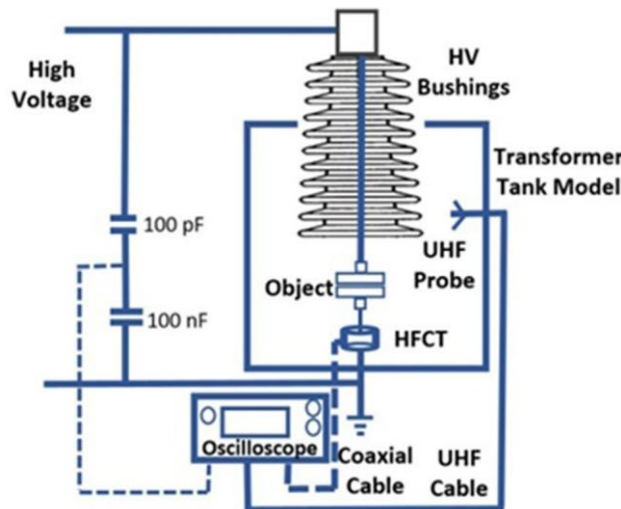 High
Voltage
HV
Bushings
Transformer
Tank Model
100 pF
UHF
Probe
Object
100 nF
HFCT
Oscilloscope
Coaxial
Cable
UHF
Cable